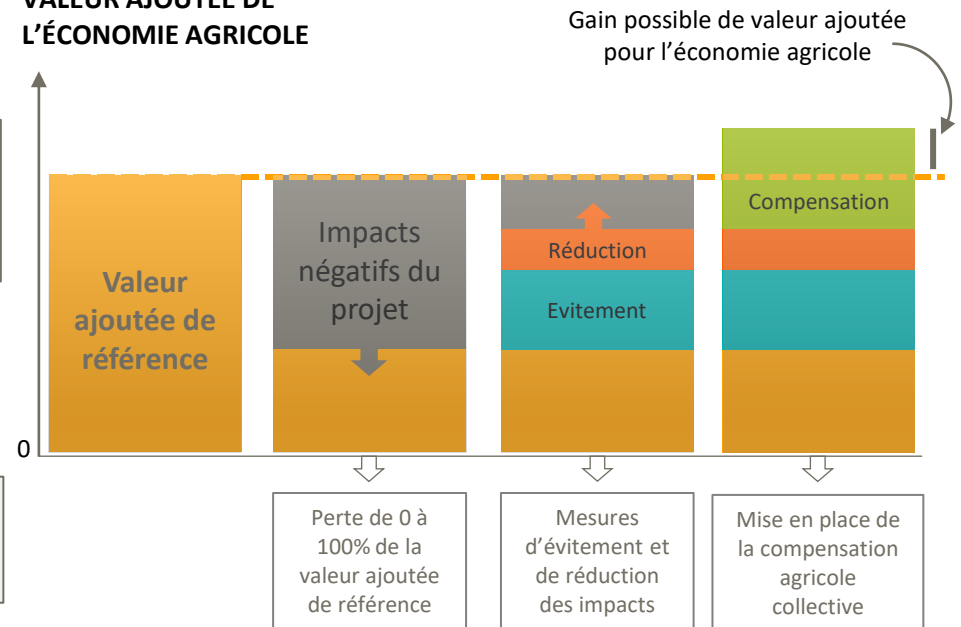 VALEUR AJOUTÉE DE
L'ÉCONOMIE AGRICOLE
Gain possible de valeur ajoutée
pour l'économie agricole
Valeur
ajoutée de
référence
Impacts
négatifs du
projet
Réduction
Evitement
Compensation
0
Perte de 0 à
100% de la
valeur ajoutée
de référence
Mesures
d'évitement et
de réduction
des impacts
Mise en place de
la compensation
agricole
collective